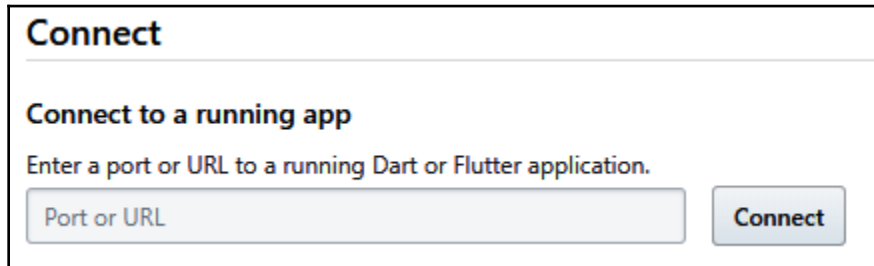 Connect
Connect to a running app
Enter a port or URL to a running Dart or Flutter application.
Port or URL
Connect